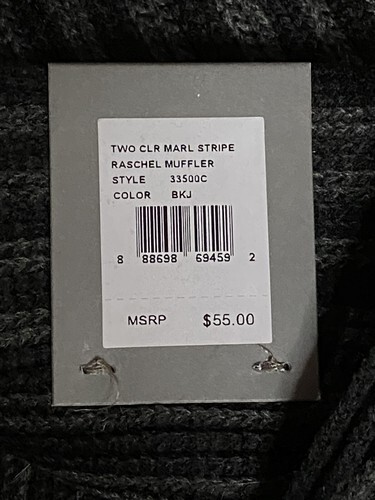 TWO CLR MARL STRIPE
RASCHEL MUFFLER
STYLE 33500C
COLOR BKJ
8 88698 69459 2
MSRP $55.00